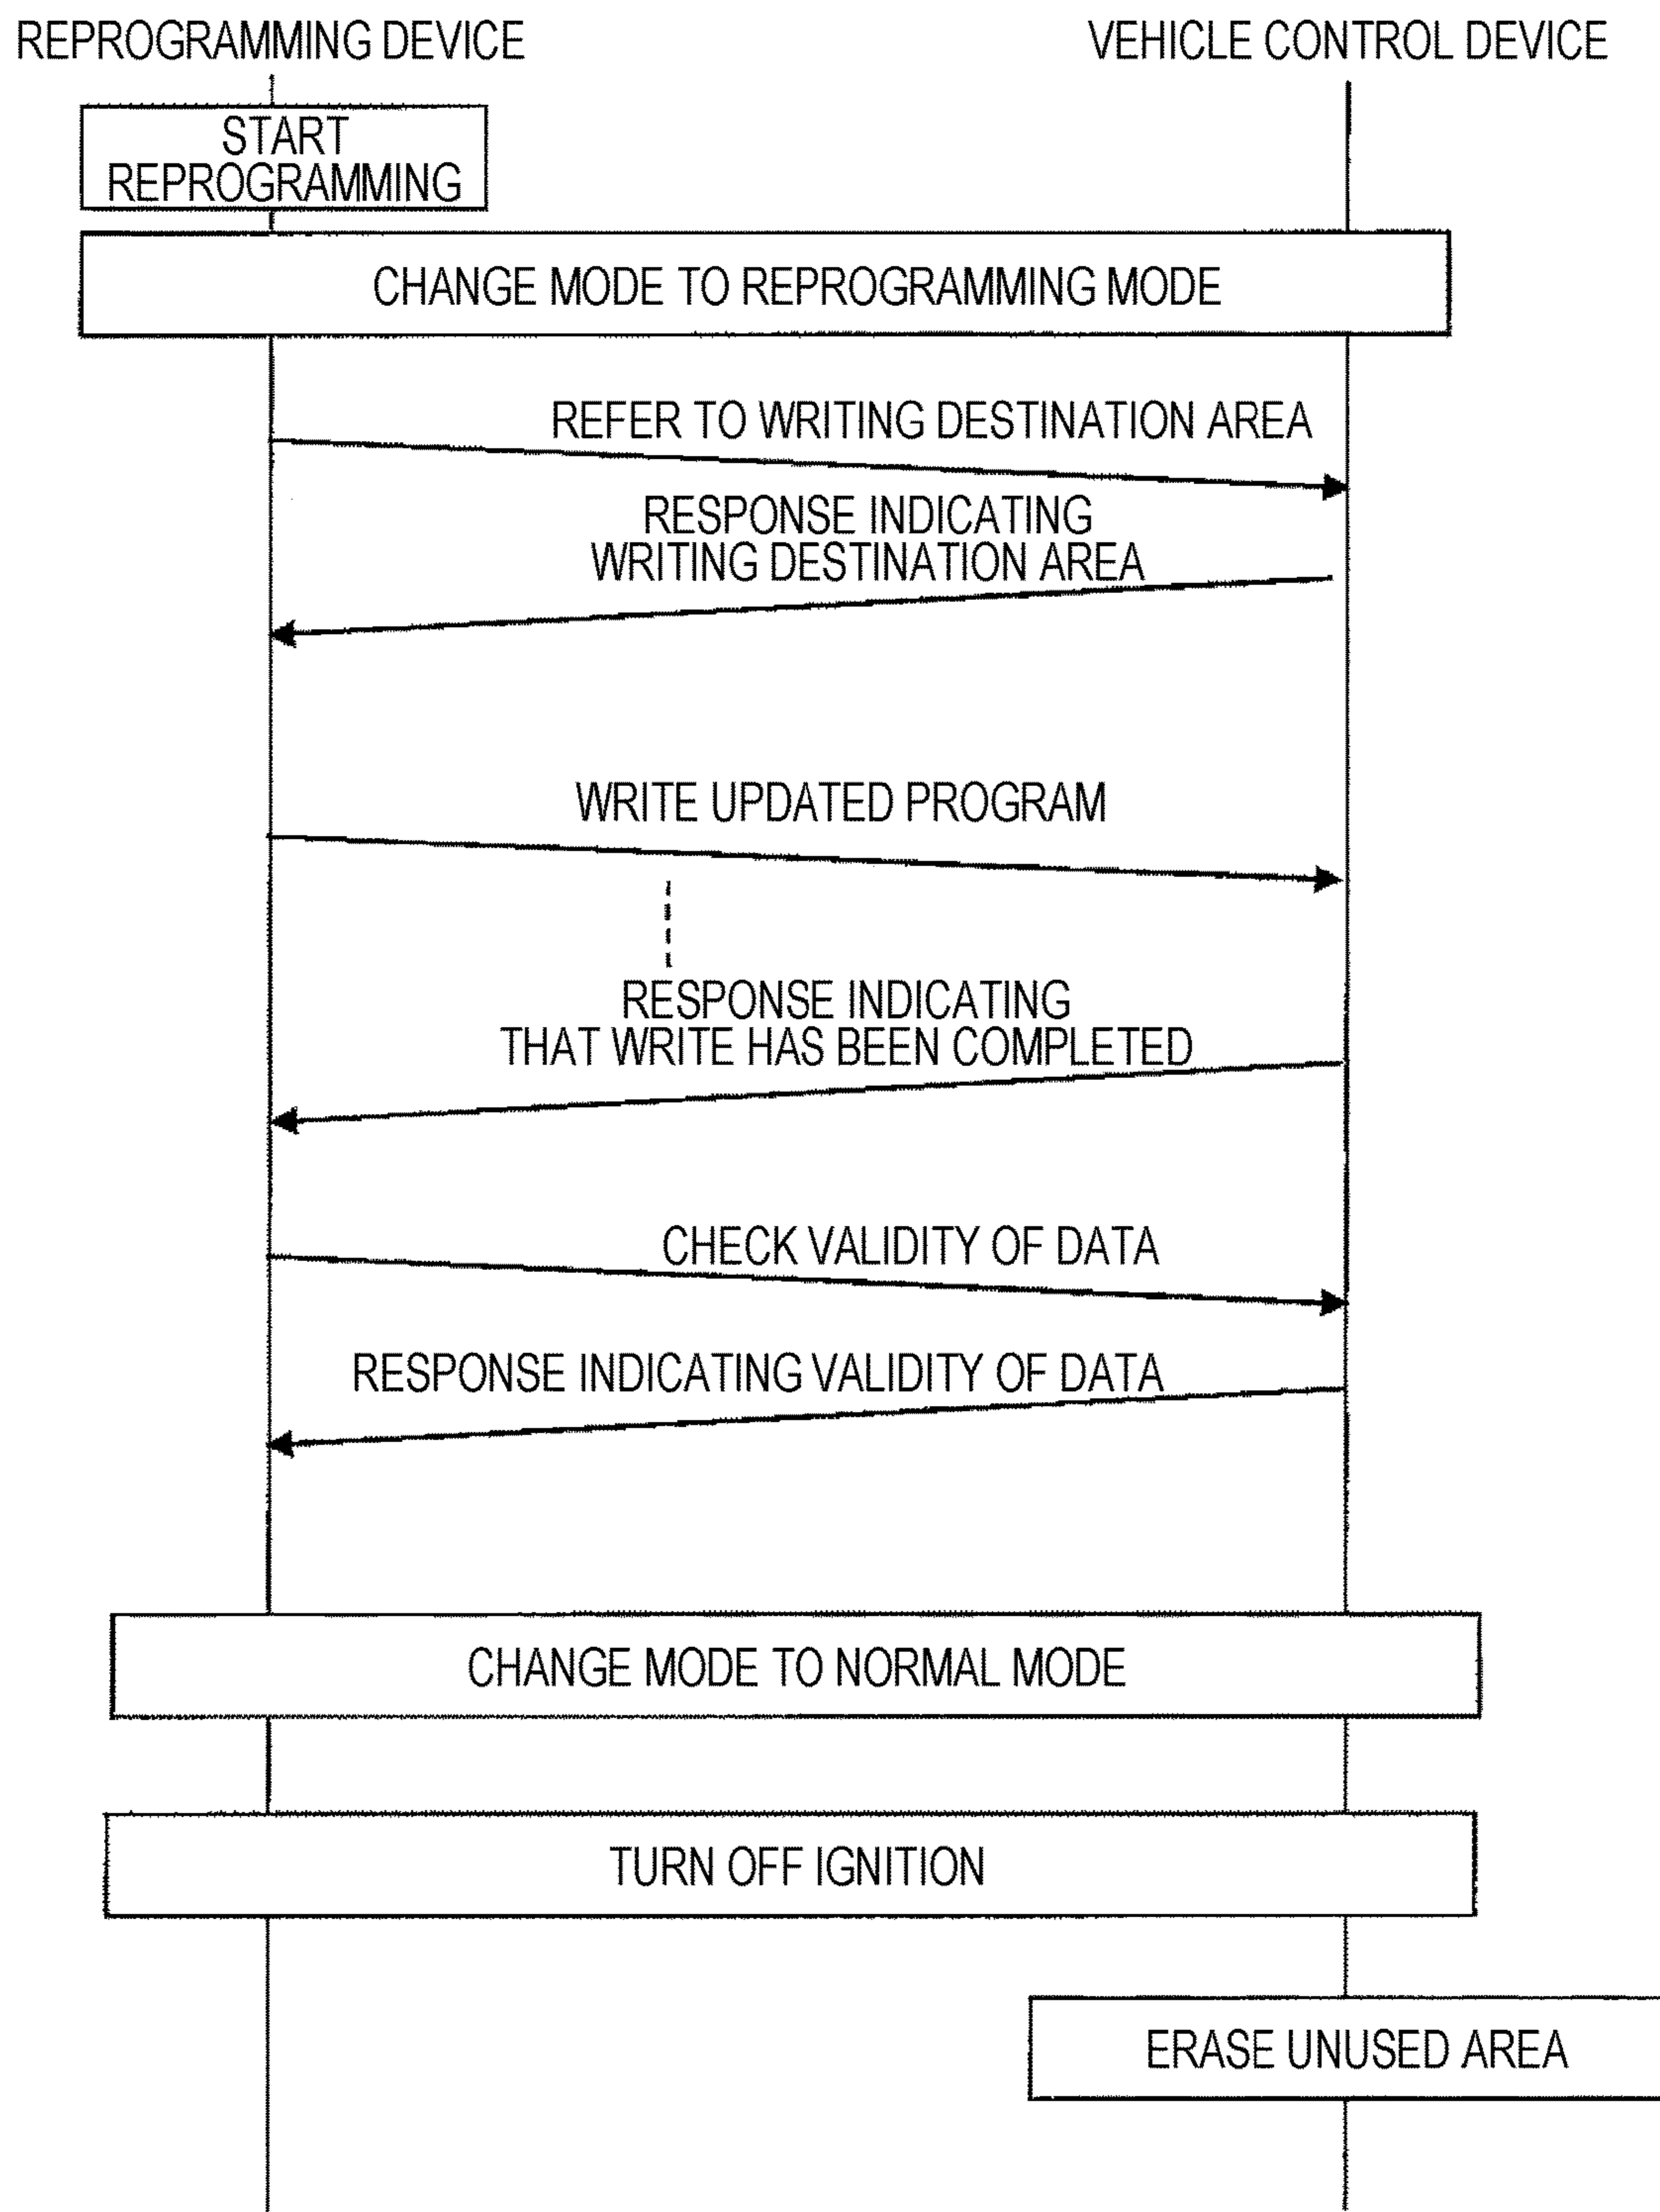 REPROGRAMMING DEVICE
VEHICLE CONTROL DEVICE
START
REPROGRAMMING
CHANGE MODE TO REPROGRAMMING MODE
REFER TO WRITING DESTINATION AREA
RESPONSE INDICATING
WRITING DESTINATION AREA
WRITE UPDATED PROGRAM
RESPONSE INDICATING
THAT WRITE HAS BEEN COMPLETED
CHECK VALIDITY OF DATA
RESPONSE INDICATING VALIDITY OF DATA
CHANGE MODE TO NORMAL MODE
TURN OFF IGNITION
ERASE UNUSED AREA